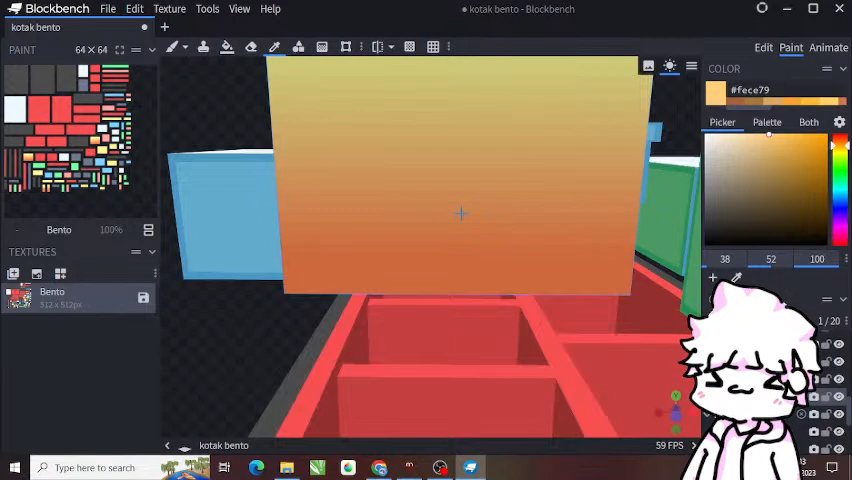 Blockbench
File
Edit
Texture
Tools
View
Help
kotak bento - Blockbench
kotak bento
PAINT
64 × 64
Edit
Paint
Animate
COLOR
#fece79
Picker
Palette
Both
Bento
100%
TEXTURES
Bento
512 x 512px
38
52
100
1 / 20
kotak bento
59 FPS
Type here to search
2023